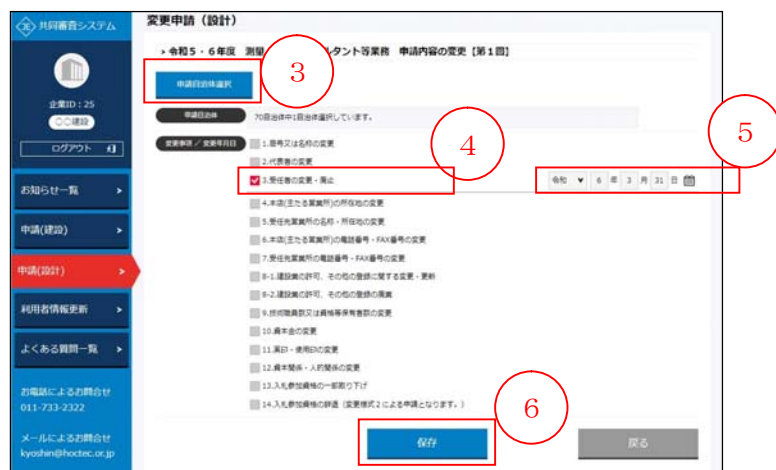 共同審査システム
企業ID：25
〇〇建設
ログアウト
お知らせ一覧
申請(建設)
申請(設計)
利用者情報更新
よくある質問一覧
お電話によるお問合せ
011-733-2322
メールによるお問合せ
kyoshin@hoctec.or.jp
変更申請（設計）
令和5・6年度 測量
ルタント等業務 申請内容の変更【第1回】
③
申請自治体選択
申請自治体
70自治体中1自治体選択しています。
④
⑤
変更事項 / 変更年月日
1.商号又は名称の変更
2.代表者の変更
3.受任者の変更・廃止
令和 6 年 3 月 31 日
4.本店(主たる営業所)の所在地の変更
5.受任先営業所の名称・所在地の変更
6.本店(主たる営業所)の電話番号・FAX番号の変更
7.受任先営業所の電話番号・FAX番号の変更
8-1.建設業の許可、その他の登録に関する変更・更新
8-2.建設業の許可、その他の登録の廃業
9.技術職員数又は資格等保有者数の変更
10.資本金の変更
11.実印・使用印の変更
12.資本関係・人的関係の変更
13.入札参加資格の一部取り下げ
14.入札参加資格の辞退（変更様式2による申請となります。）
⑥
保存
戻る